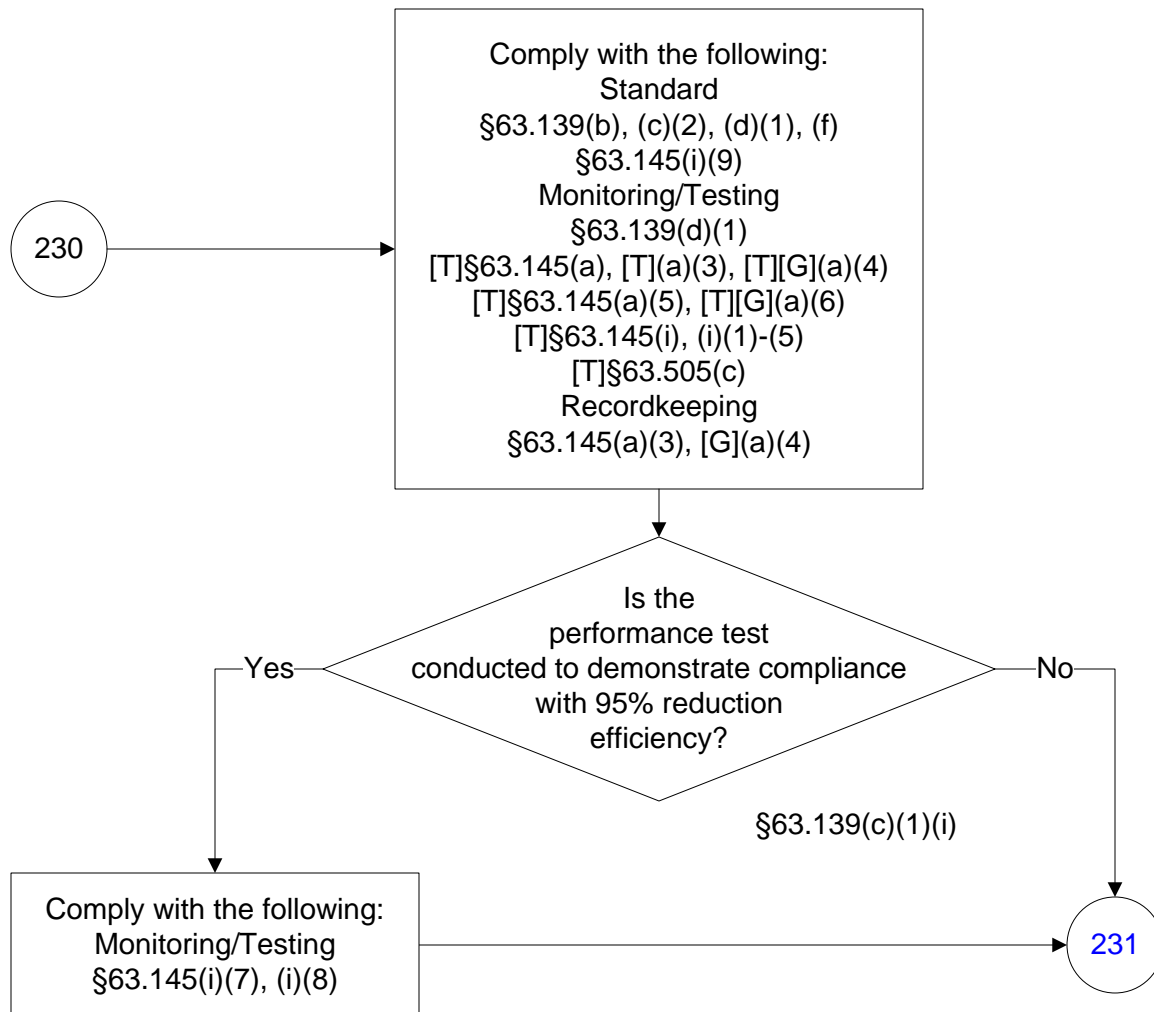 230
Comply with the following:
Standard
§63.139(b), (c)(2), (d)(1), (f)
§63.145(i)(9)
Monitoring/Testing
§63.139(d)(1)
[T]§63.145(a), [T](a)(3), [T][G](a)(4)
[T]§63.145(a)(5), [T][G](a)(6)
[T]§63.145(i), (i)(1)-(5)
[T]§63.505(c)
Recordkeeping
§63.145(a)(3), [G](a)(4)
Is the
performance test
conducted to demonstrate compliance
with 95% reduction
efficiency?
Yes
No
§63.139(c)(1)(i)
Comply with the following:
Monitoring/Testing
§63.145(i)(7), (i)(8)
231